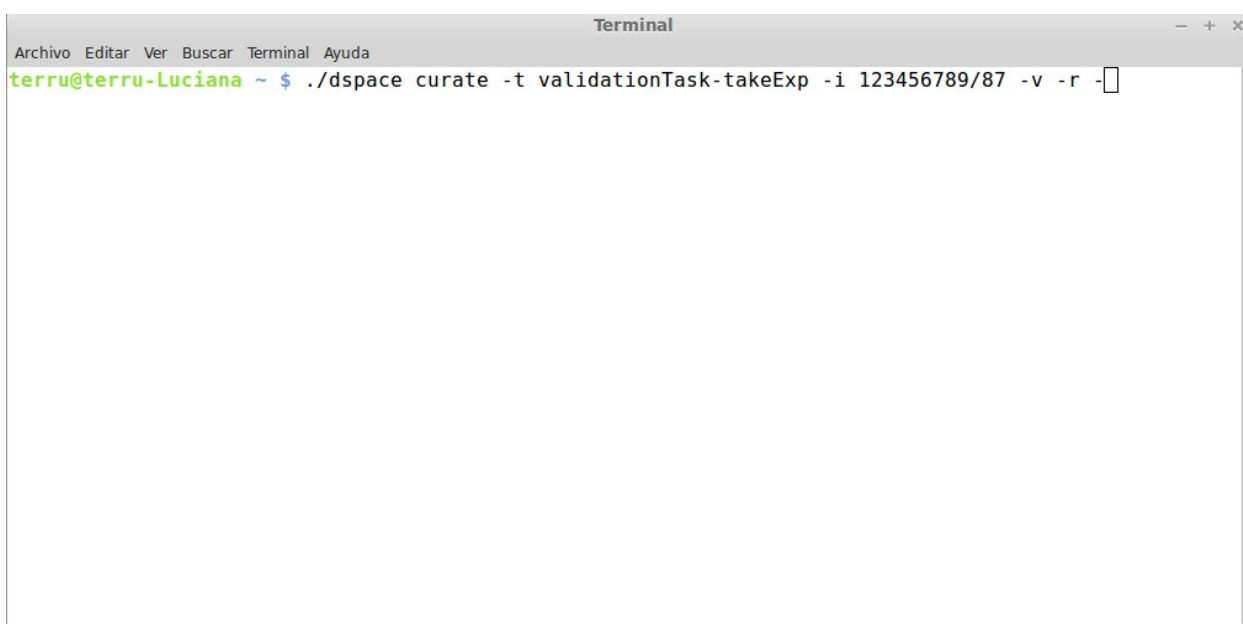 Terminal
Archivo Editar Ver Buscar Terminal Ayuda
terru@terru-Luciana ~ $ ./dspace curate -t validationTask-takeExp -i 123456789/87 -v -r -